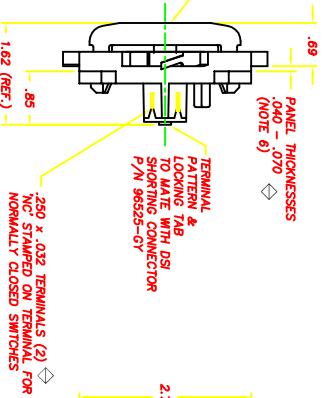 .69
PANEL THICKNESSES
.040 - .070
(NOTE 6)
1.62 (REF.)
.85
TERMINAL
PATTERN &
LOCKING TAB
TO MATE WITH DSI
SHORTING CONNECTOR
P/N 96525-GY
.250 x .032 TERMINALS (2)
"NC" STAMPED ON TERMINAL FOR
NORMALLY CLOSED SWITCHES